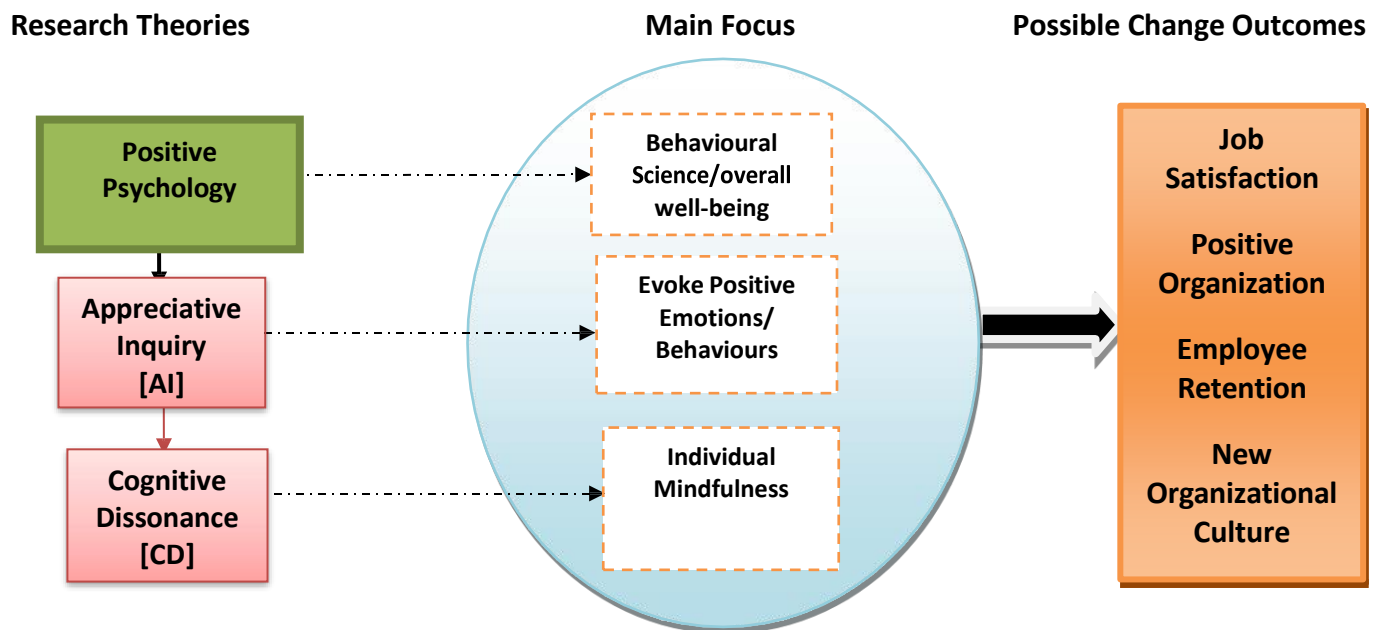 Research Theories
Main Focus
Possible Change Outcomes
Positive
Psychology
Appreciative
Inquiry
[AI]
Cognitive
Dissonance
[CD]
Behavioural
Science/overall
well-being
Evoke Positive
Emotions/
Behaviours
Individual
Mindfulness
Job
Satisfaction
Positive
Organization
Employee
Retention
New
Organizational
Culture